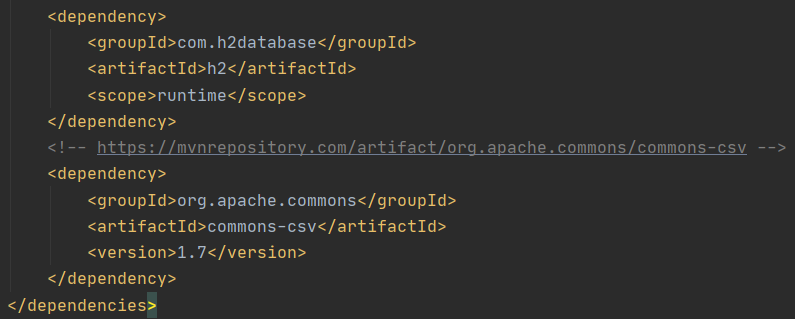 <dependency>
<groupId>com.h2database</groupId>
<artifactId>h2</artifactId>
<scope>runtime</scope>
</dependency>
<!-- https://mvnrepository.com/artifact/org.apache.commons/commons-csv -->
<dependency>
<groupId>org.apache.commons</groupId>
<artifactId>commons-csv</artifactId>
<version>1.7</version>
</dependency>
</dependencies>